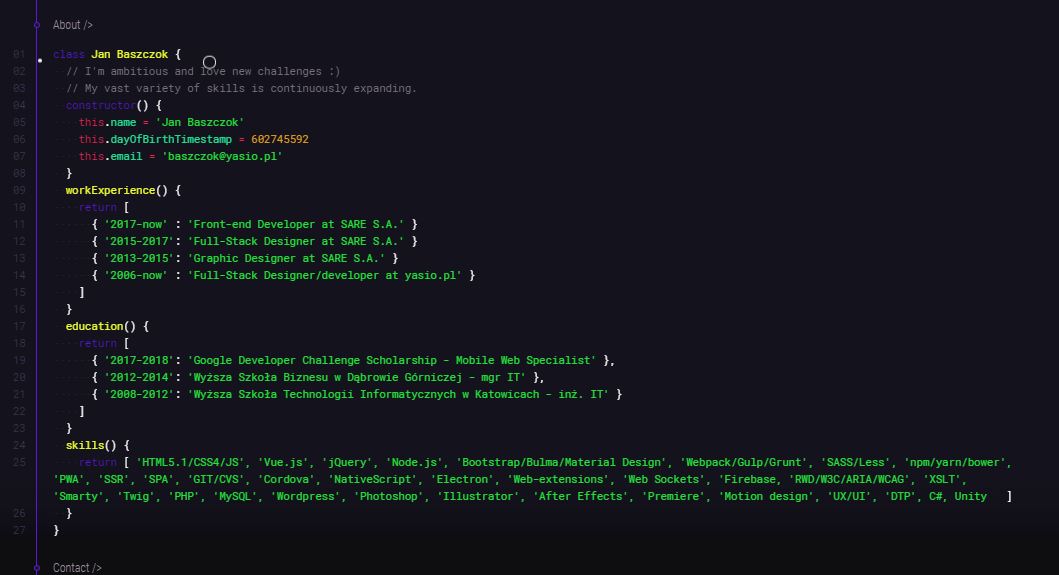 About />
01 class Jan Baszczok {
02 // I'm ambitious and love new challenges :)
03 // My vast variety of skills is continuously expanding.
04 constructor() {
05 this.name = 'Jan Baszczok'
06 this.dayOfBirthTimestamp = 602745592
07 this.email = 'baszczok@yasio.pl'
08 }
09 workExperience() {
10 return [
11 { '2017-now' : 'Front-end Developer at SARE S.A.' }
12 { '2015-2017': 'Full-Stack Designer at SARE S.A.' }
13 { '2013-2015': 'Graphic Designer at SARE S.A.' }
14 { '2006-now' : 'Full-Stack Designer/developer at yasio.pl' }
15 ]
16 }
17 education() {
18 return [
19 { '2017-2018': 'Google Developer Challenge Scholarship - Mobile Web Specialist' },
20 { '2012-2014': 'Wyższa Szkoła Biznesu w Dąbrowie Górniczej - mgr IT' },
21 { '2008-2012': 'Wyższa Szkoła Technologii Informatycznych w Katowicach - inż. IT' }
22 ]
23 }
24 skills() {
25 return [ 'HTML5.1/CSS4/JS', 'Vue.js', 'jQuery', 'Node.js', 'Bootstrap/Bulma/Material Design', 'Webpack/Gulp/Grunt', 'SASS/Less', 'npm/yarn/bower',
'PWA', 'SSR', 'SPA', 'GIT/CVS', 'Cordova', 'NativeScript', 'Electron', 'Web-extensions', 'Web Sockets', 'Firebase, 'RWD/W3C/ARIA/WCAG', 'XSLT',
'Smarty', 'Twig', 'PHP', 'MySQL', 'Wordpress', 'Photoshop', 'Illustrator', 'After Effects', 'Premiere', 'Motion design', 'UX/UI', 'DTP', C#, Unity ]
26 }
27 }
Contact />